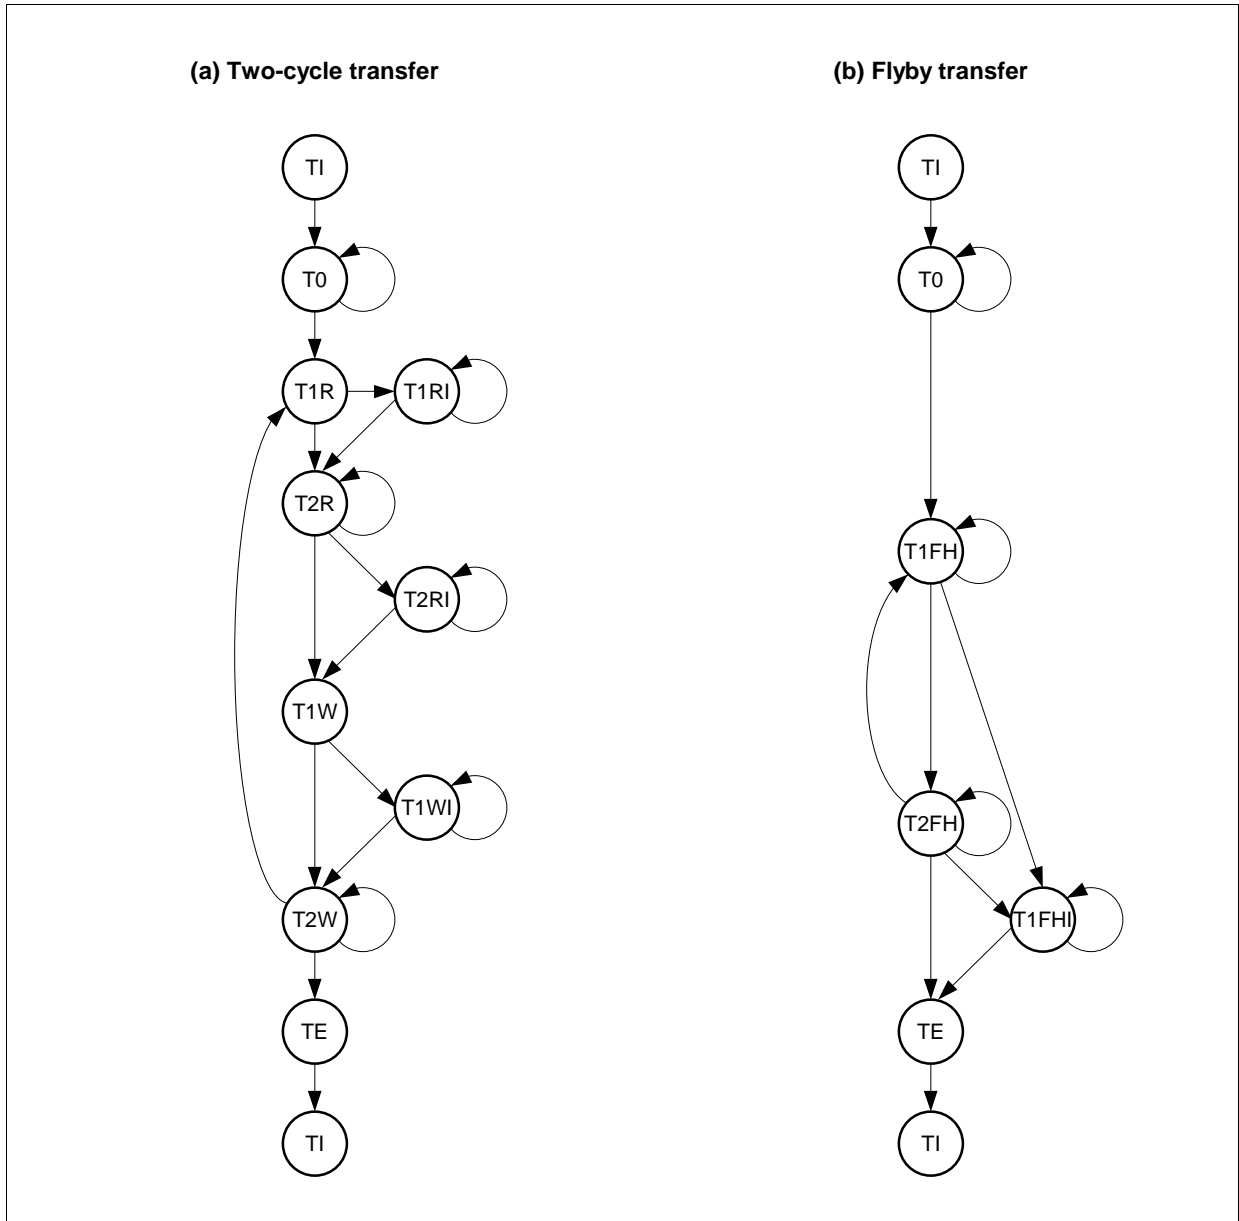 (a) Two-cycle transfer
TI
T0
T1R
T1RI
T2R
T2RI
T1W
T1WI
T2W
TE
TI
(b) Flyby transfer
TI
T0
T1FH
T2FH
T1FHI
TE
TI